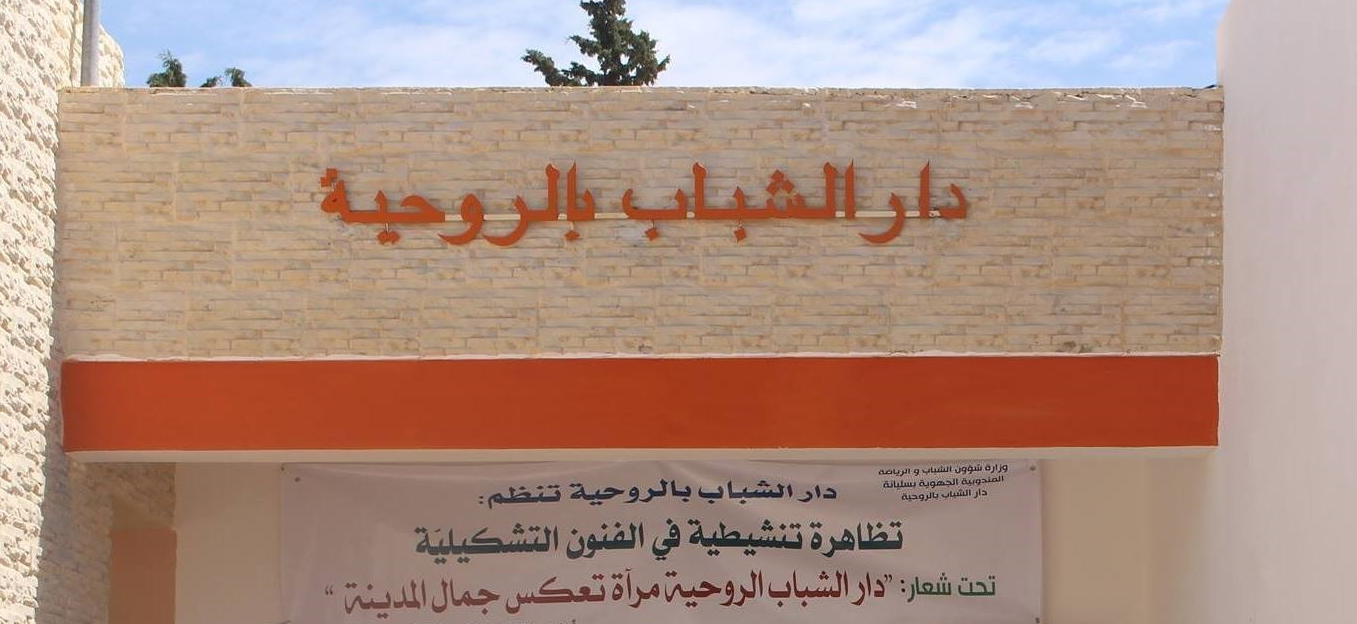 دار الشباب بالروحية
وزارة شؤون الشباب و الرياضة
المندوبية الجهوية بسليانة
دار الشباب بالروحية
دار الشباب بالروحية تنظم:
تظاهرة تنشيطية في الفنون التشكيليّة
تحت شعار: "دار الشباب الروحية مرآة تعكس جمال المدينة"